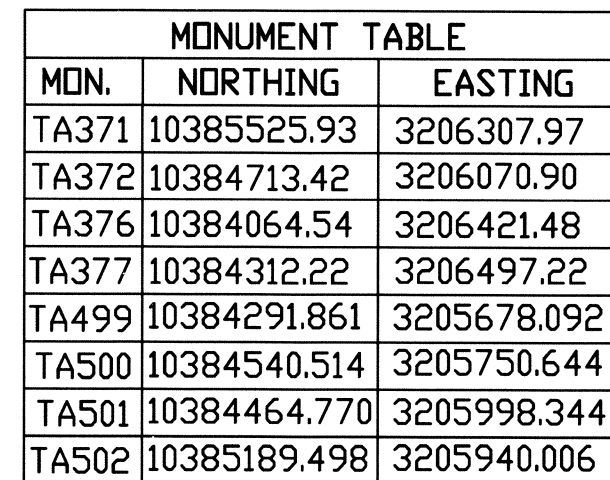 MONUMENT TABLE
MON. NORTHING EASTING
TA371 10385525.93 3206307.97
TA372 10384713.42 3206070.90
TA376 10384064.54 3206421.48
TA377 10384312.22 3206497.22
TA499 10384291.861 3205678.092
TA500 10384540.514 3205750.644
TA501 10384464.770 3205998.344
TA502 10385189.498 3205940.006